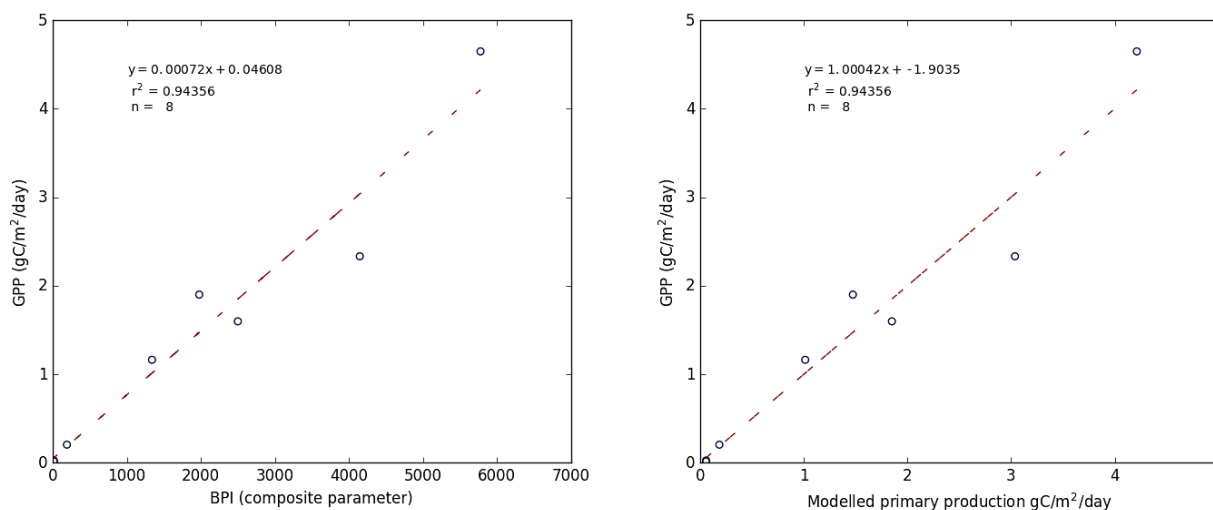 5
4
3
2
1
0
GPP (gC/m²/day)
y = 0.00072x + 0.04608
r² = 0.94356
n = 8
0 1000 2000 3000 4000 5000 6000 7000
BPI (composite parameter)
5
4
3
2
1
0
GPP (gC/m²/day)
y = 1.00042x + -1.9035
r² = 0.94356
n = 8
0 1 2 3 4
Modelled primary production gC/m²/day